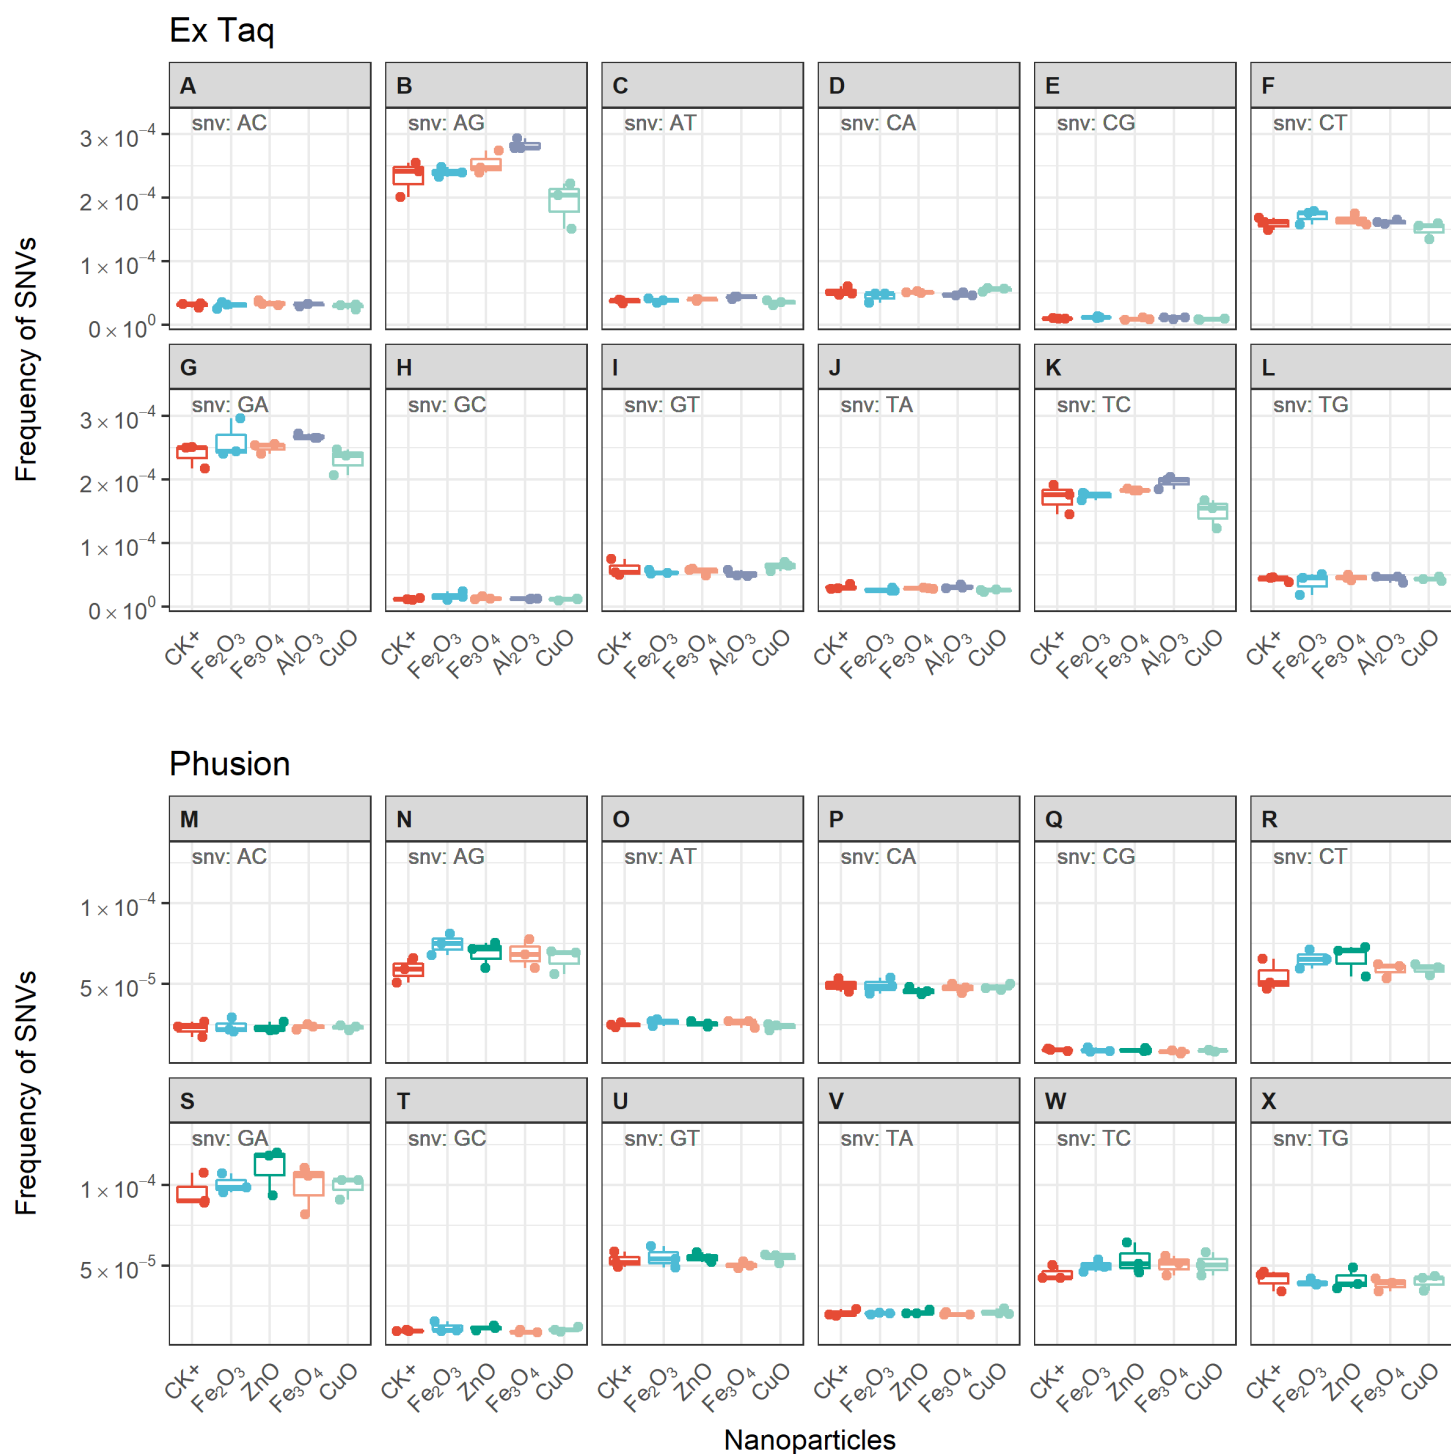 Ex Taq
A B C D E F
snv: AC snv: AG snv: AT snv: CA snv: CG snv: CT
3 × 10⁻⁴
2 × 10⁻⁴
1 × 10⁻⁴
0 × 10⁰
G H I J K L
snv: GA snv: GC snv: GT snv: TA snv: TC snv: TG
3 × 10⁻⁴
2 × 10⁻⁴
1 × 10⁻⁴
0 × 10⁰
Frequency of SNVs
CK+ Fe₂O₃ Fe₃O₄ Al₂O₃ CuO CK+ Fe₂O₃ Fe₃O₄ Al₂O₃ CuO CK+ Fe₂O₃ Fe₃O₄ Al₂O₃ CuO CK+ Fe₂O₃ Fe₃O₄ Al₂O₃ CuO CK+ Fe₂O₃ Fe₃O₄ Al₂O₃ CuO CK+ Fe₂O₃ Fe₃O₄ Al₂O₃ CuO
Phusion
M N O P Q R
snv: AC snv: AG snv: AT snv: CA snv: CG snv: CT
1 × 10⁻⁴
5 × 10⁻⁵
S T U V W X
snv: GA snv: GC snv: GT snv: TA snv: TC snv: TG
1 × 10⁻⁴
5 × 10⁻⁵
Frequency of SNVs
CK+ Fe₂O₃ ZnO Fe₃O₄ CuO CK+ Fe₂O₃ ZnO Fe₃O₄ CuO CK+ Fe₂O₃ ZnO Fe₃O₄ CuO CK+ Fe₂O₃ ZnO Fe₃O₄ CuO CK+ Fe₂O₃ ZnO Fe₃O₄ CuO CK+ Fe₂O₃ ZnO Fe₃O₄ CuO
Nanoparticles